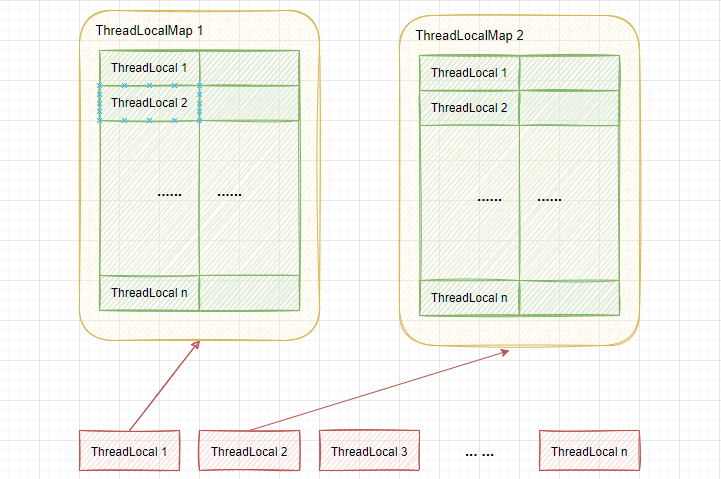 ThreadLocalMap 1
ThreadLocal 1
ThreadLocal 2
...... ......
ThreadLocal n
ThreadLocalMap 2
ThreadLocal 1
ThreadLocal 2
...... ......
ThreadLocal n
ThreadLocal 1 ThreadLocal 2 ThreadLocal 3 ... ... ThreadLocal n